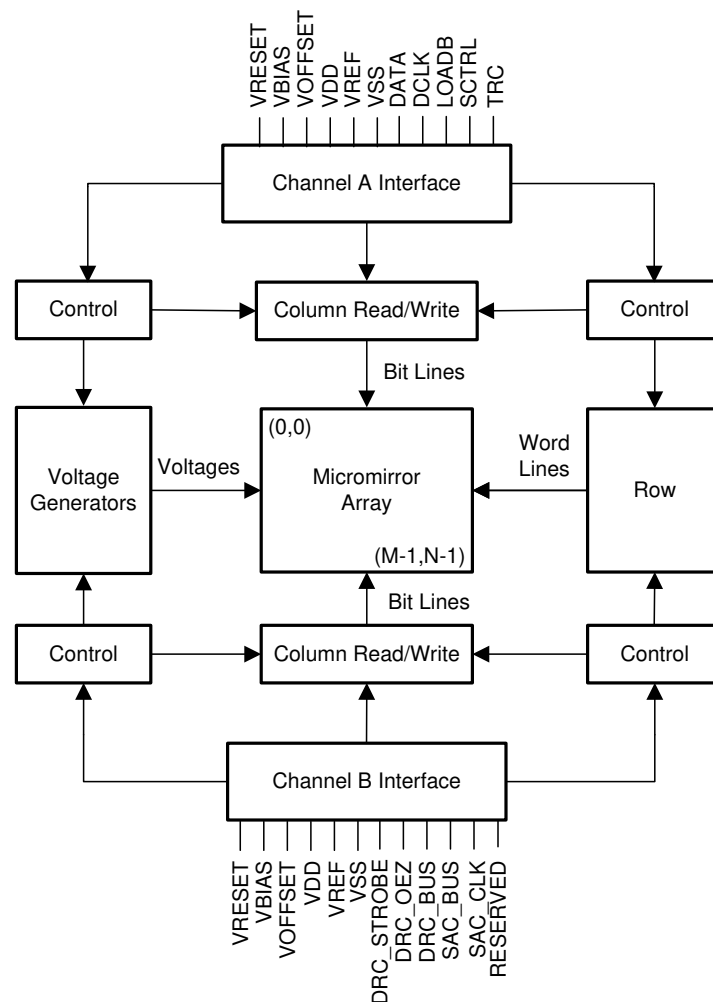 VRESET
VBIAS
VOFFSET
VDD
VREF
VSS
DATA
DCLK
LOADB
SCTRL
TRC
Channel A Interface
Control
Column Read/Write
Control
Bit Lines
(0,0)
Voltage
Generators
Voltages
Micromirror
Array
Word
Lines
Row
(M-1,N-1)
Bit Lines
Control
Column Read/Write
Control
Channel B Interface
VRESET
VBIAS
VOFFSET
VDD
VREF
VSS
DRC_STROBE
DRC_OEZ
DRC_BUS
SAC_BUS
SAC_CLK
RESERVED